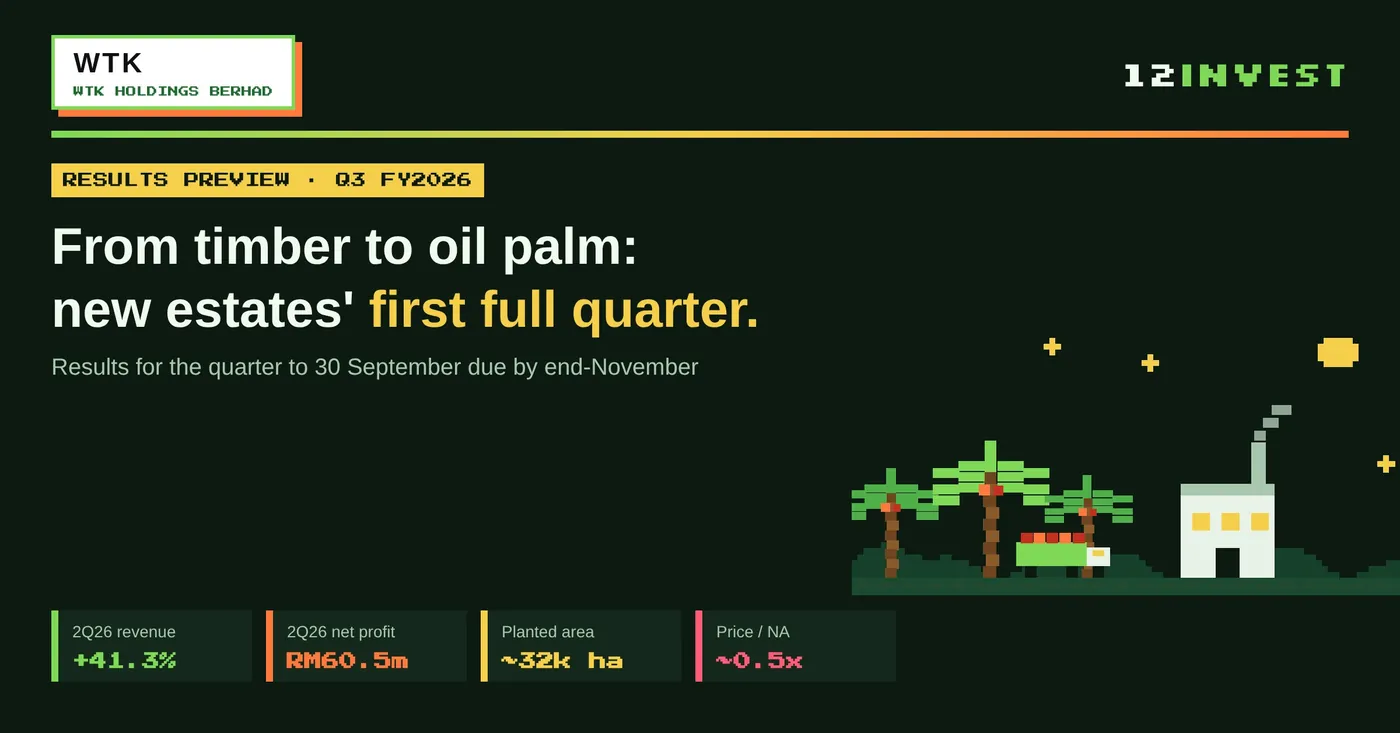 WTK
WTK HOLDINGS BERHAD
12INVEST
RESULTS PREVIEW · Q3 FY2026
From timber to oil palm:
new estates' first full quarter.
Results for the quarter to 30 September due by end-November
2Q26 revenue
+41.3%
2Q26 net profit
RM60.5m
Planted area
~32k ha
Price / NA
~0.5x